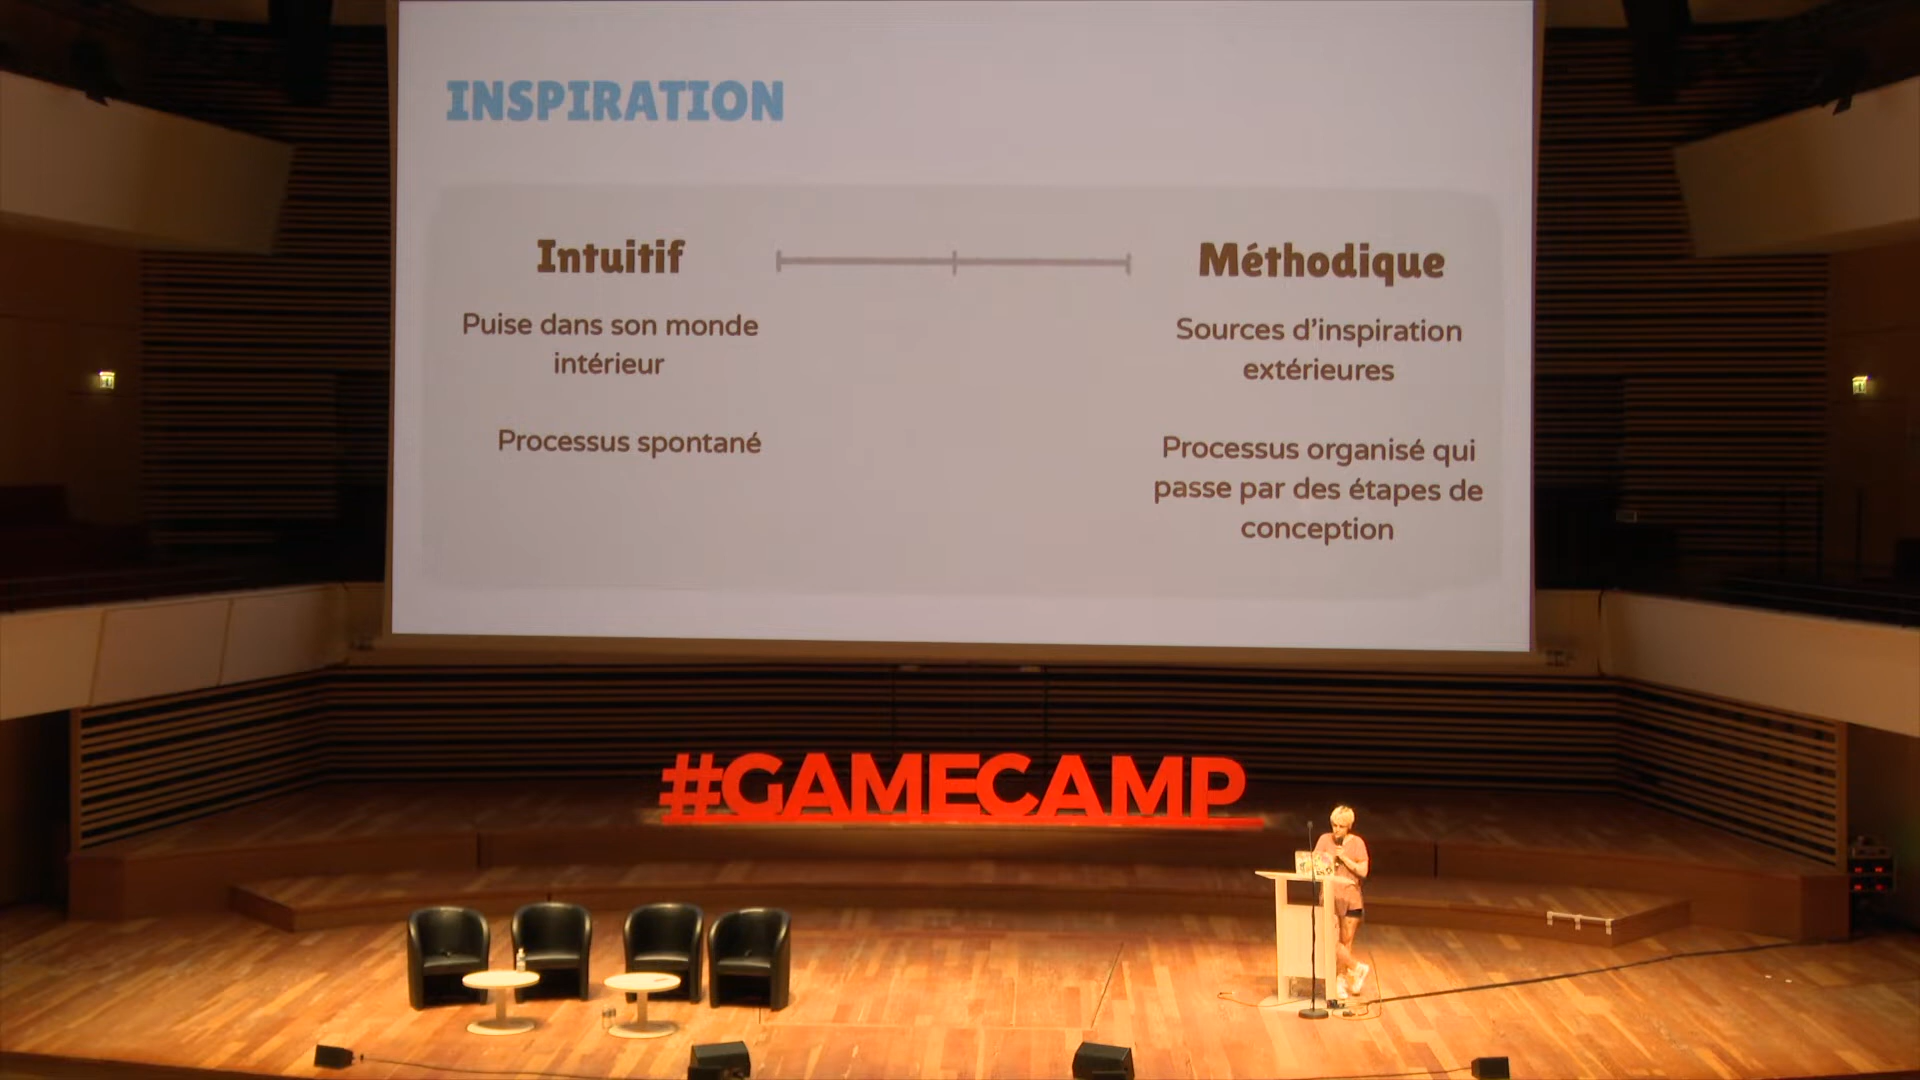 INSPIRATION
Intuitif
Puise dans son monde
intérieur
Processus spontané
Méthodique
Sources d'inspiration
extérieures
Processus organisé qui
passe par des étapes de
conception
#GAMECAMP